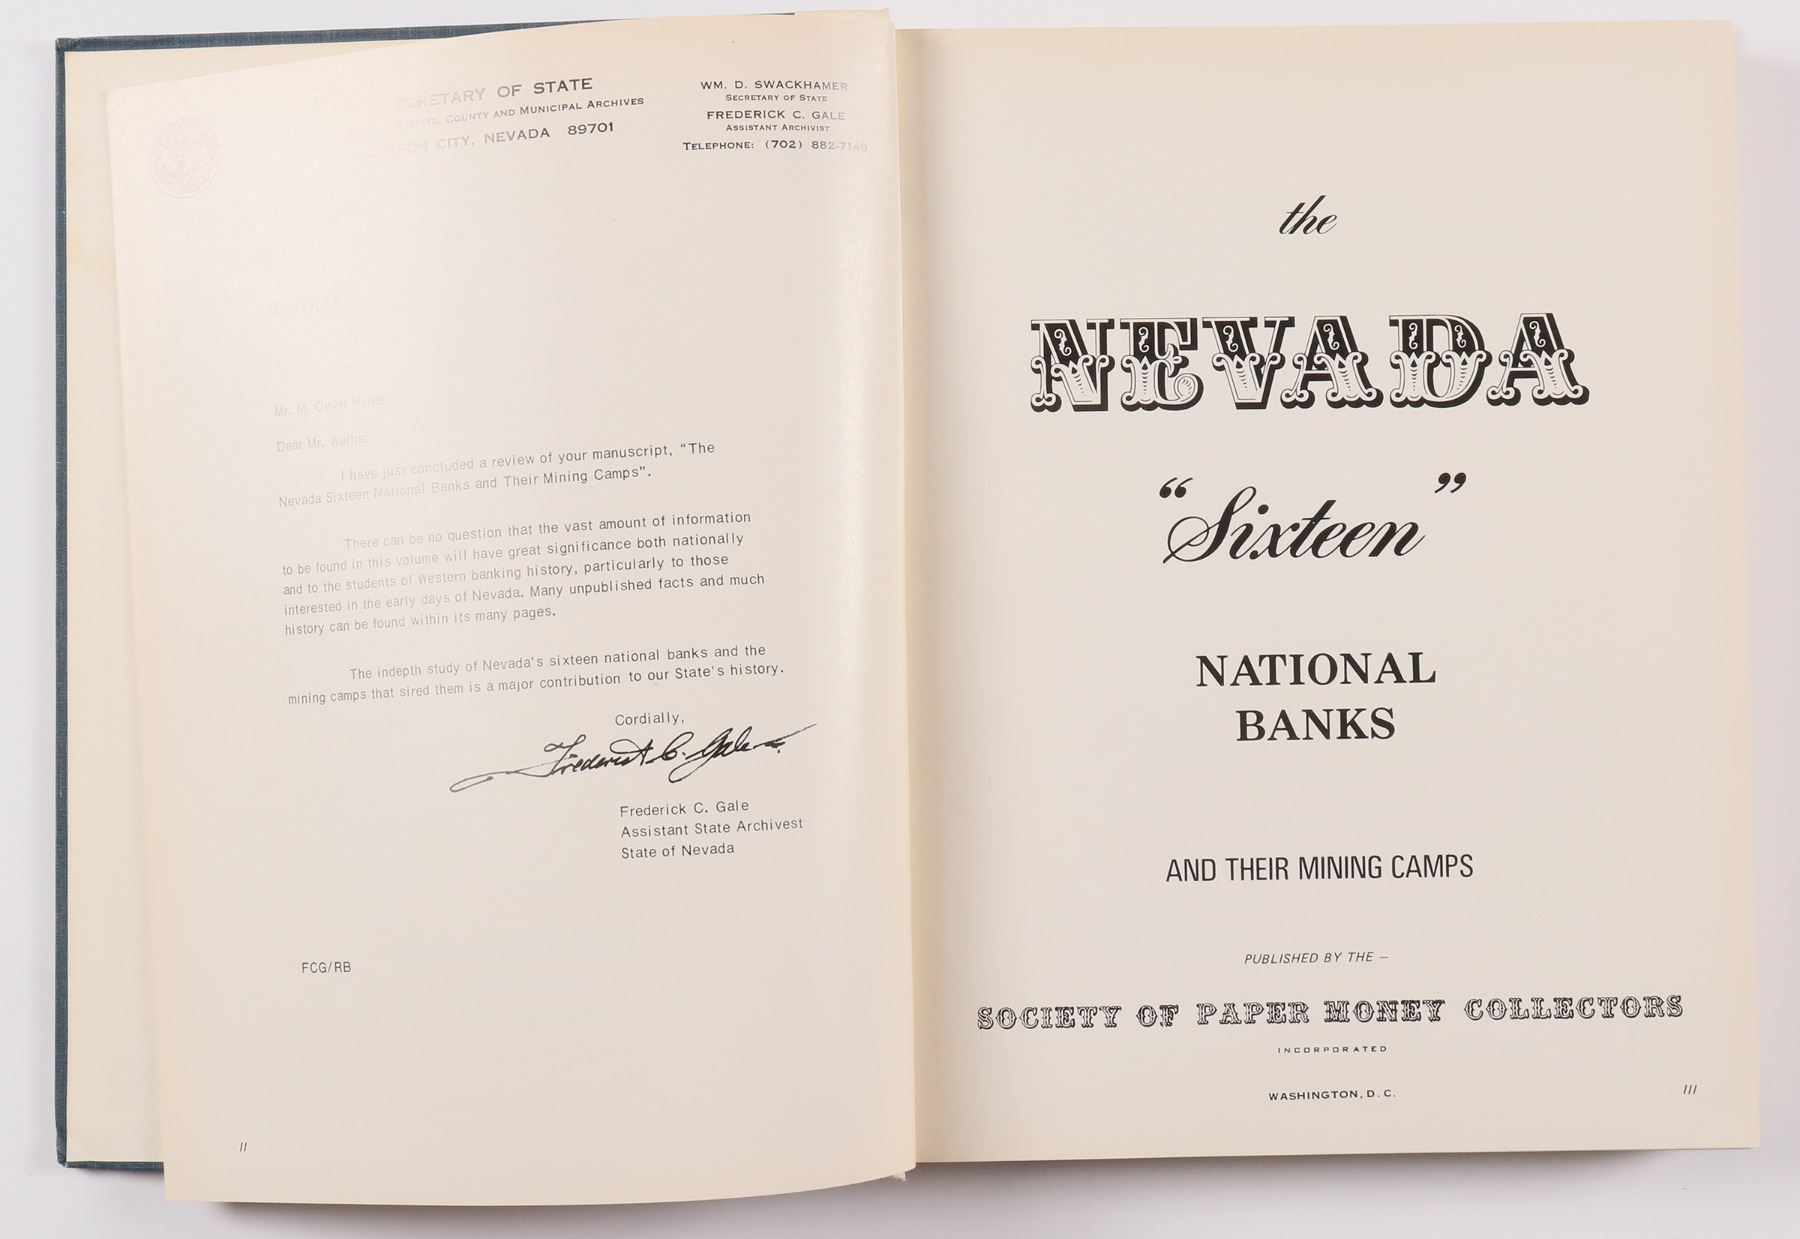 SECRETARY OF STATE
STATE, COUNTY AND MUNICIPAL ARCHIVES
CARSON CITY, NEVADA 89701
WM. D. SWACKHAMER
SECRETARY OF STATE
FREDERICK C. GALE
ASSISTANT ARCHIVIST
TELEPHONE: (702) 882-7140
June 21,
Mr. M. Owen Warns,
Dear Mr. Warns:
I have just concluded a review of your manuscript, “The
Nevada Sixteen National Banks and Their Mining Camps”.
There can be no question that the vast amount of information
to be found in this volume will have great significance both nationally
and to the students of Western banking history, particularly to those
interested in the early days of Nevada. Many unpublished facts and much
history can be found within its many pages.
The indepth study of Nevada's sixteen national banks and the
mining camps that sired them is a major contribution to our State's history.
Cordially,
Frederick C. Gale
Frederick C. Gale
Assistant State Archivest
State of Nevada
FCG/RB
II
the
NEVADA
“Sixteen”
NATIONAL
BANKS
AND THEIR MINING CAMPS
PUBLISHED BY THE –
SOCIETY OF PAPER MONEY COLLECTORS
INCORPORATED
WASHINGTON, D. C.
III